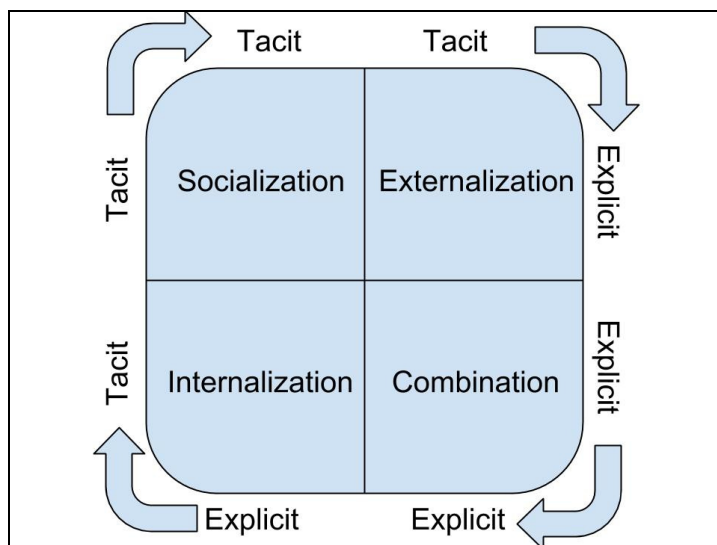 Tacit Tacit
Tacit
Explicit
Socialization Externalization
Tacit
Explicit
Internalization Combination
Explicit Explicit